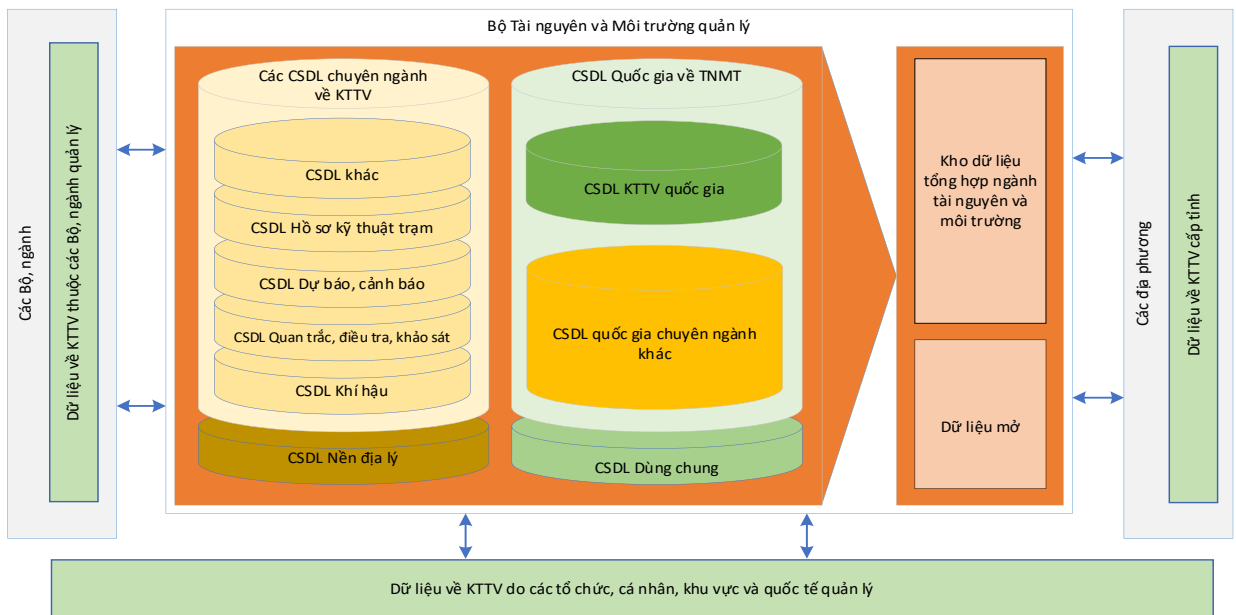 Bộ Tài nguyên và Môi trường quản lý
Các Bộ, ngành
Dữ liệu về KTTV thuộc các Bộ, ngành quản lý
Các CSDL chuyên ngành
về KTTV
CSDL khác
CSDL Hồ sơ kỹ thuật trạm
CSDL Dự báo, cảnh báo
CSDL Quan trắc, điều tra, khảo sát
CSDL Khí hậu
CSDL Nền địa lý
CSDL Quốc gia về TNMT
CSDL KTTV quốc gia
CSDL quốc gia chuyên ngành
khác
CSDL Dùng chung
Kho dữ liệu
tổng hợp ngành
tài nguyên và
môi trường
Dữ liệu mở
Các địa phương
Dữ liệu về KTTV cấp tỉnh
Dữ liệu về KTTV do các tổ chức, cá nhân, khu vực và quốc tế quản lý